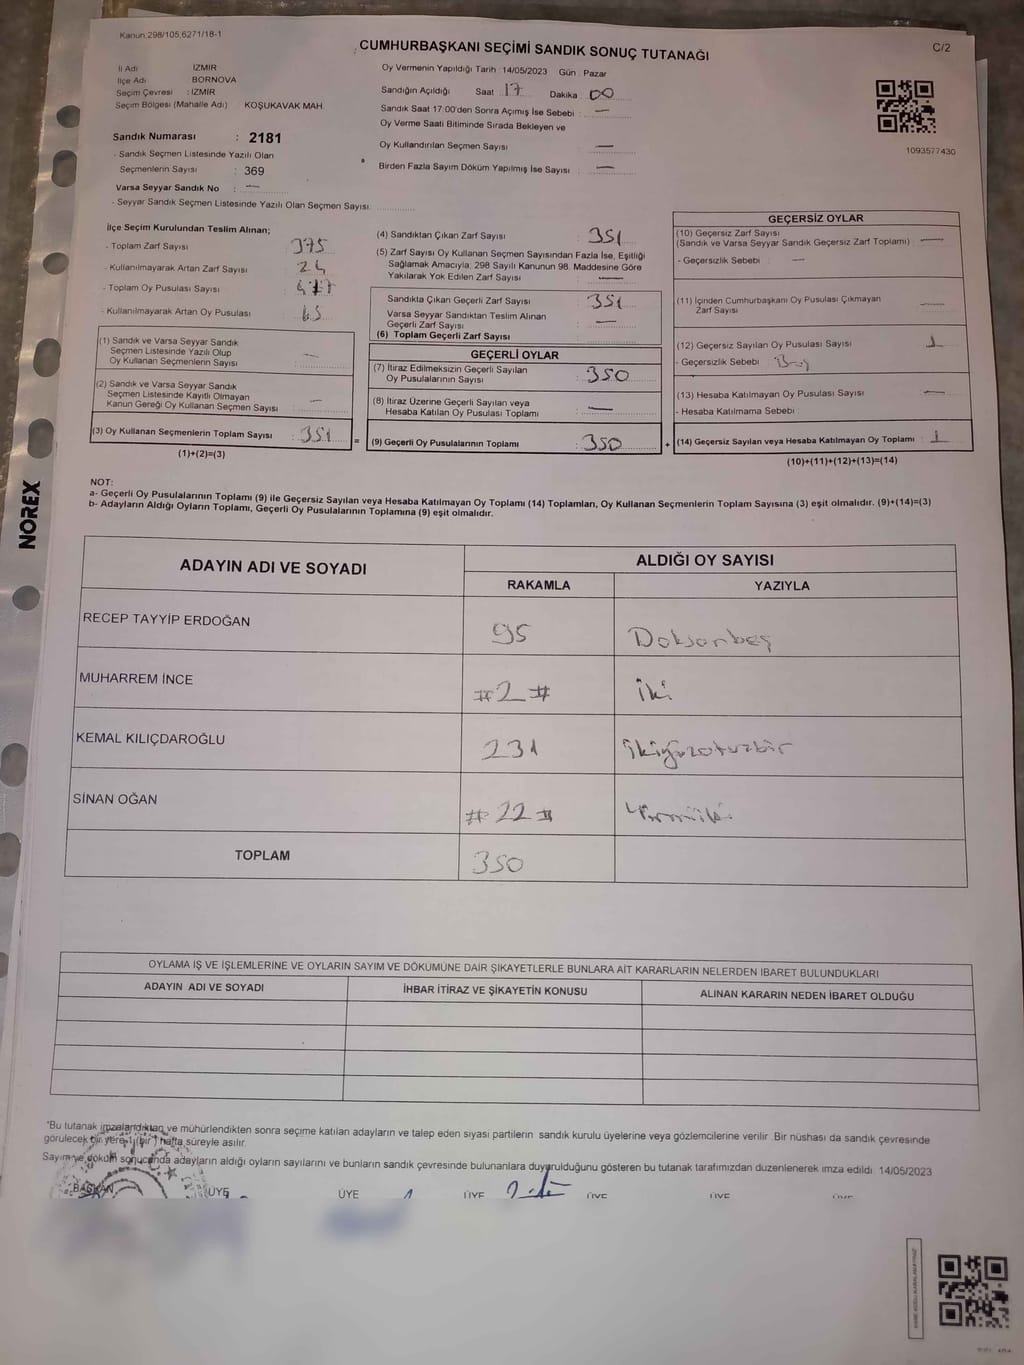 Kanun,298/105,6271/18-1
CUMHURBAŞKANI SEÇİMİ SANDIK SONUÇ TUTANAĞI
C/2
İl Adı İZMİR
İlçe Adı BORNOVA
Seçim Çevresi : İZMİR
Seçim Bölgesi (Mahalle Adı) KOŞUKAVAK MAH.
Sandık Numarası : 2181
- Sandık Seçmen Listesinde Yazılı Olan
Seçmenlerin Sayısı : 369
Varsa Seyyar Sandık No : —
- Seyyar Sandık Seçmen Listesinde Yazılı Olan Seçmen Sayısı.
Oy Vermenin Yapıldığı Tarih : 14/05/2023 Gün : Pazar
Sandığın Açıldığı Saat 17 Dakika 00
Sandık Saat 17:00'den Sonra Açımış İse Sebebi : —
Oy Verme Saati Bitiminde Sırada Bekleyen ve
Oy Kullandırılan Seçmen Sayısı —
Birden Fazla Sayım Döküm Yapılmış İse Sayısı : —
1093577430
İlçe Seçim Kurulundan Teslim Alınan;
- Toplam Zarf Sayısı 375
- Kullanılmayarak Artan Zarf Sayısı 24
- Toplam Oy Pusulası Sayısı
- Kullanılmayarak Artan Oy Pusulası
(1) Sandık ve Varsa Seyyar Sandık
Seçmen Listesinde Yazılı Olup
Oy Kullanan Seçmenlerin Sayısı : —
(2) Sandık ve Varsa Seyyar Sandık
Seçmen Listesinde Kayıtlı Olmayan
Kanun Gereği Oy Kullanan Seçmen Sayısı —
(3) Oy Kullanan Seçmenlerin Toplam Sayısı : 351 =
(1)+(2)=(3)
(4) Sandıktan Çıkan Zarf Sayısı : 351
(5) Zarf Sayısı Oy Kullanan Seçmen Sayısından Fazla İse, Eşitliği
Sağlamak Amacıyla; 298 Sayılı Kanunun 98. Maddesine Göre
Yakılarak Yok Edilen Zarf Sayısı : —
Sandıkta Çıkan Geçerli Zarf Sayısı : 351
Varsa Seyyar Sandıktan Teslim Alınan
Geçerli Zarf Sayısı : —
(6) Toplam Geçerli Zarf Sayısı
GEÇERLİ OYLAR
(7) İtiraz Edilmeksizin Geçerli Sayılan
Oy Pusulalarının Sayısı : 350
(8) İtiraz Üzerine Geçerli Sayılan veya
Hesaba Katılan Oy Pusulası Toplamı : —
(9) Geçerli Oy Pusulalarının Toplamı : 350 +
GEÇERSİZ OYLAR
(10) Geçersiz Zarf Sayısı
(Sandık ve Varsa Seyyar Sandık Geçersiz Zarf Toplamı) : —
- Geçersizlik Sebebi : —
(11) İçinden Cumhurbaşkanı Oy Pusulası Çıkmayan
Zarf Sayısı —
(12) Geçersiz Sayılan Oy Pusulası Sayısı : 1
- Geçersizlik Sebebi :
(13) Hesaba Katılmayan Oy Pusulası Sayısı : —
- Hesaba Katılmama Sebebi
(14) Geçersiz Sayılan veya Hesaba Katılmayan Oy Toplamı : 1
(10)+(11)+(12)+(13)=(14)
NOT:
a- Geçerli Oy Pusulalarının Toplamı (9) ile Geçersiz Sayılan veya Hesaba Katılmayan Oy Toplamı (14) Toplamları, Oy Kullanan Seçmenlerin Toplam Sayısına (3) eşit olmalıdır. (9)+(14)=(3)
b- Adayların Aldığı Oyların Toplamı, Geçerli Oy Pusulalarının Toplamına (9) eşit olmalıdır.
NOREX
ADAYIN ADI VE SOYADI
ALDIĞI OY SAYISI
RAKAMLA YAZIYLA
RECEP TAYYİP ERDOĞAN 95 Doksanbeş
MUHARREM İNCE #2# İki
KEMAL KILIÇDAROĞLU 231 İkiyüzotuzbir
SİNAN OĞAN #22# Yirmiiki
TOPLAM 350
OYLAMA İŞ VE İŞLEMLERİNE VE OYLARIN SAYIM VE DÖKÜMÜNE DAİR ŞİKAYETLERLE BUNLARA AİT KARARLARIN NELERDEN İBARET BULUNDUKLARI
ADAYIN ADI VE SOYADI İHBAR İTİRAZ VE ŞİKAYETİN KONUSU ALINAN KARARIN NEDEN İBARET OLDUĞU
"Bu tutanak imzalandıktan ve mühürlendikten sonra seçime katılan adayların ve talep eden siyasi partilerin sandık kurulu üyelerine veya gözlemcilerine verilir. Bir nüshası da sandık çevresinde
görülecek bir yere 1 (bir) hafta süreyle asılır.
Sayım ve döküm sonucunda adayların aldığı oyların sayılarını ve bunların sandık çevresinde bulunanlara duyurulduğunu gösteren bu tutanak tarafımızdan düzenlenerek imza edildi. 14/05/2023
BAŞKAN ÜYE ÜYE ÜYE ÜYE ÜYE